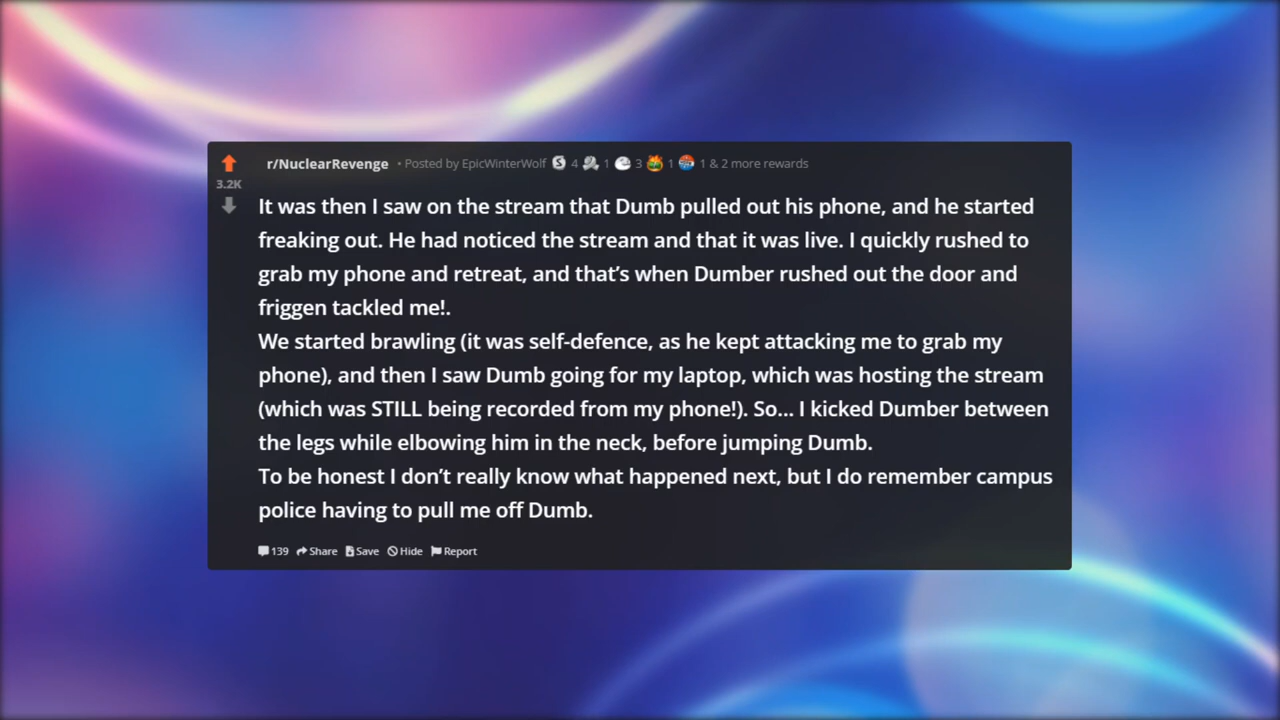 r/NuclearRevenge • Posted by EpicWinterWolf 4 1 3 1 1 & 2 more rewards
3.2K
It was then I saw on the stream that Dumb pulled out his phone, and he started
freaking out. He had noticed the stream and that it was live. I quickly rushed to
grab my phone and retreat, and that's when Dumber rushed out the door and
friggen tackled me!.
We started brawling (it was self-defence, as he kept attacking me to grab my
phone), and then I saw Dumb going for my laptop, which was hosting the stream
(which was STILL being recorded from my phone!). So... I kicked Dumber between
the legs while elbowing him in the neck, before jumping Dumb.
To be honest I don't really know what happened next, but I do remember campus
police having to pull me off Dumb.
139 Share Save Hide Report